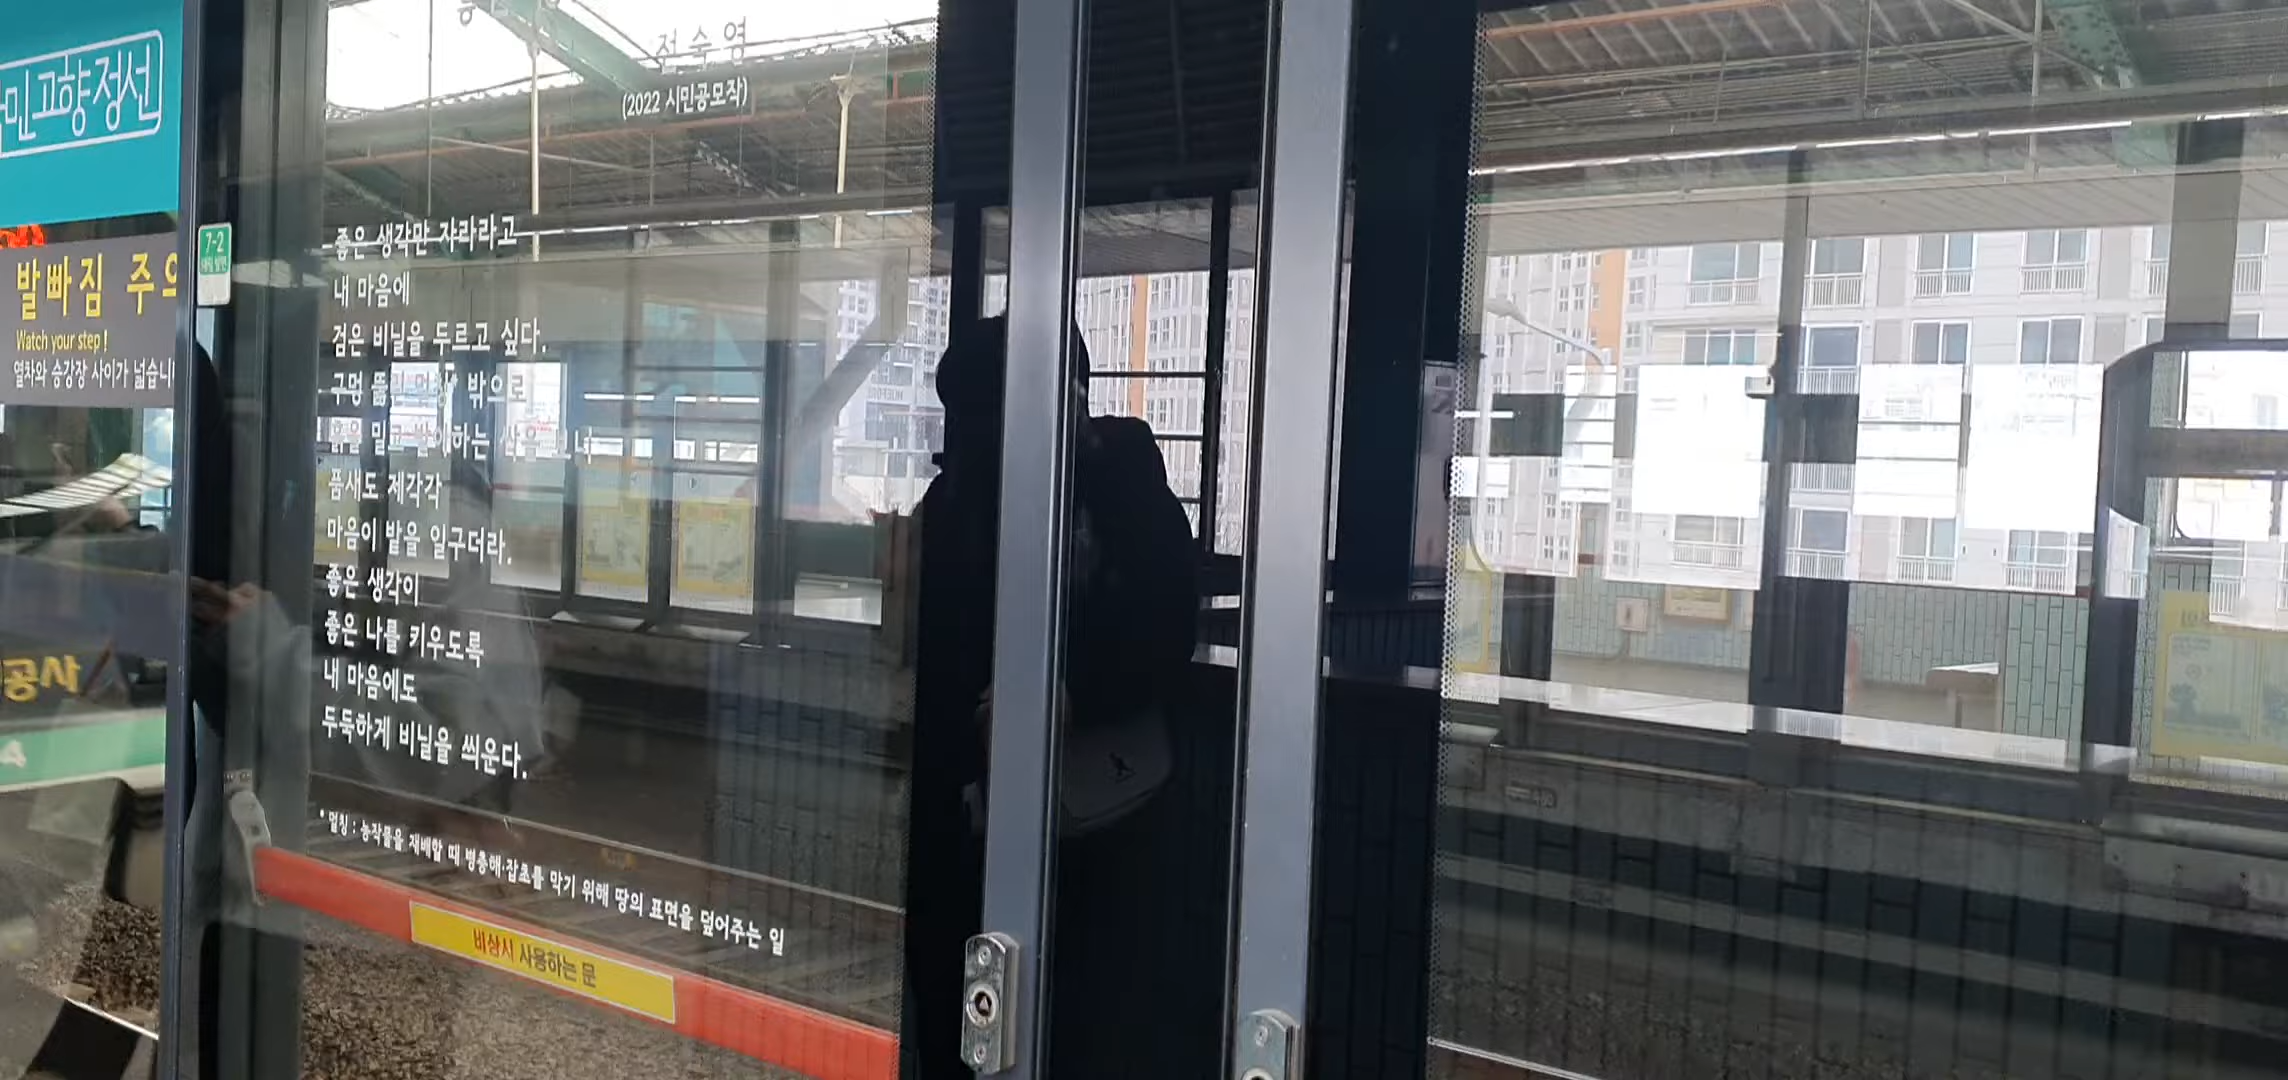 민고향정선
발빠짐 주의
Watch your step !
열차와 승강장 사이가 넓습니
공사
7-2
전숙영
(2022 시민공모작)
좋은 생각만 자라라고
내 마음에
검은 비닐을 두르고 싶다.
구멍 밖으로
품새도 제각각
마음이 밭을 일구더라.
좋은 생각이
좋은 나를 키우도록
내 마음에도
두둑하게 비닐을 씌운다.
* 멀칭 : 농작물을 재배할 때 병충해·잡초를 막기 위해 땅의 표면을 덮어주는 일
비상시 사용하는 문